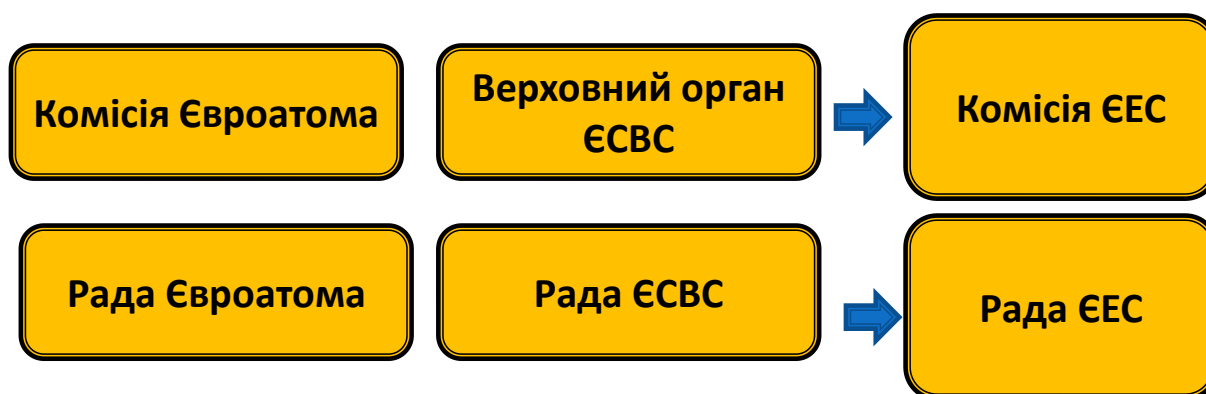 Комісія Євроатома
Верховний орган
ЄСВС
Комісія ЄЕС
Рада Євроатома
Рада ЄСВС
Рада ЄЕС